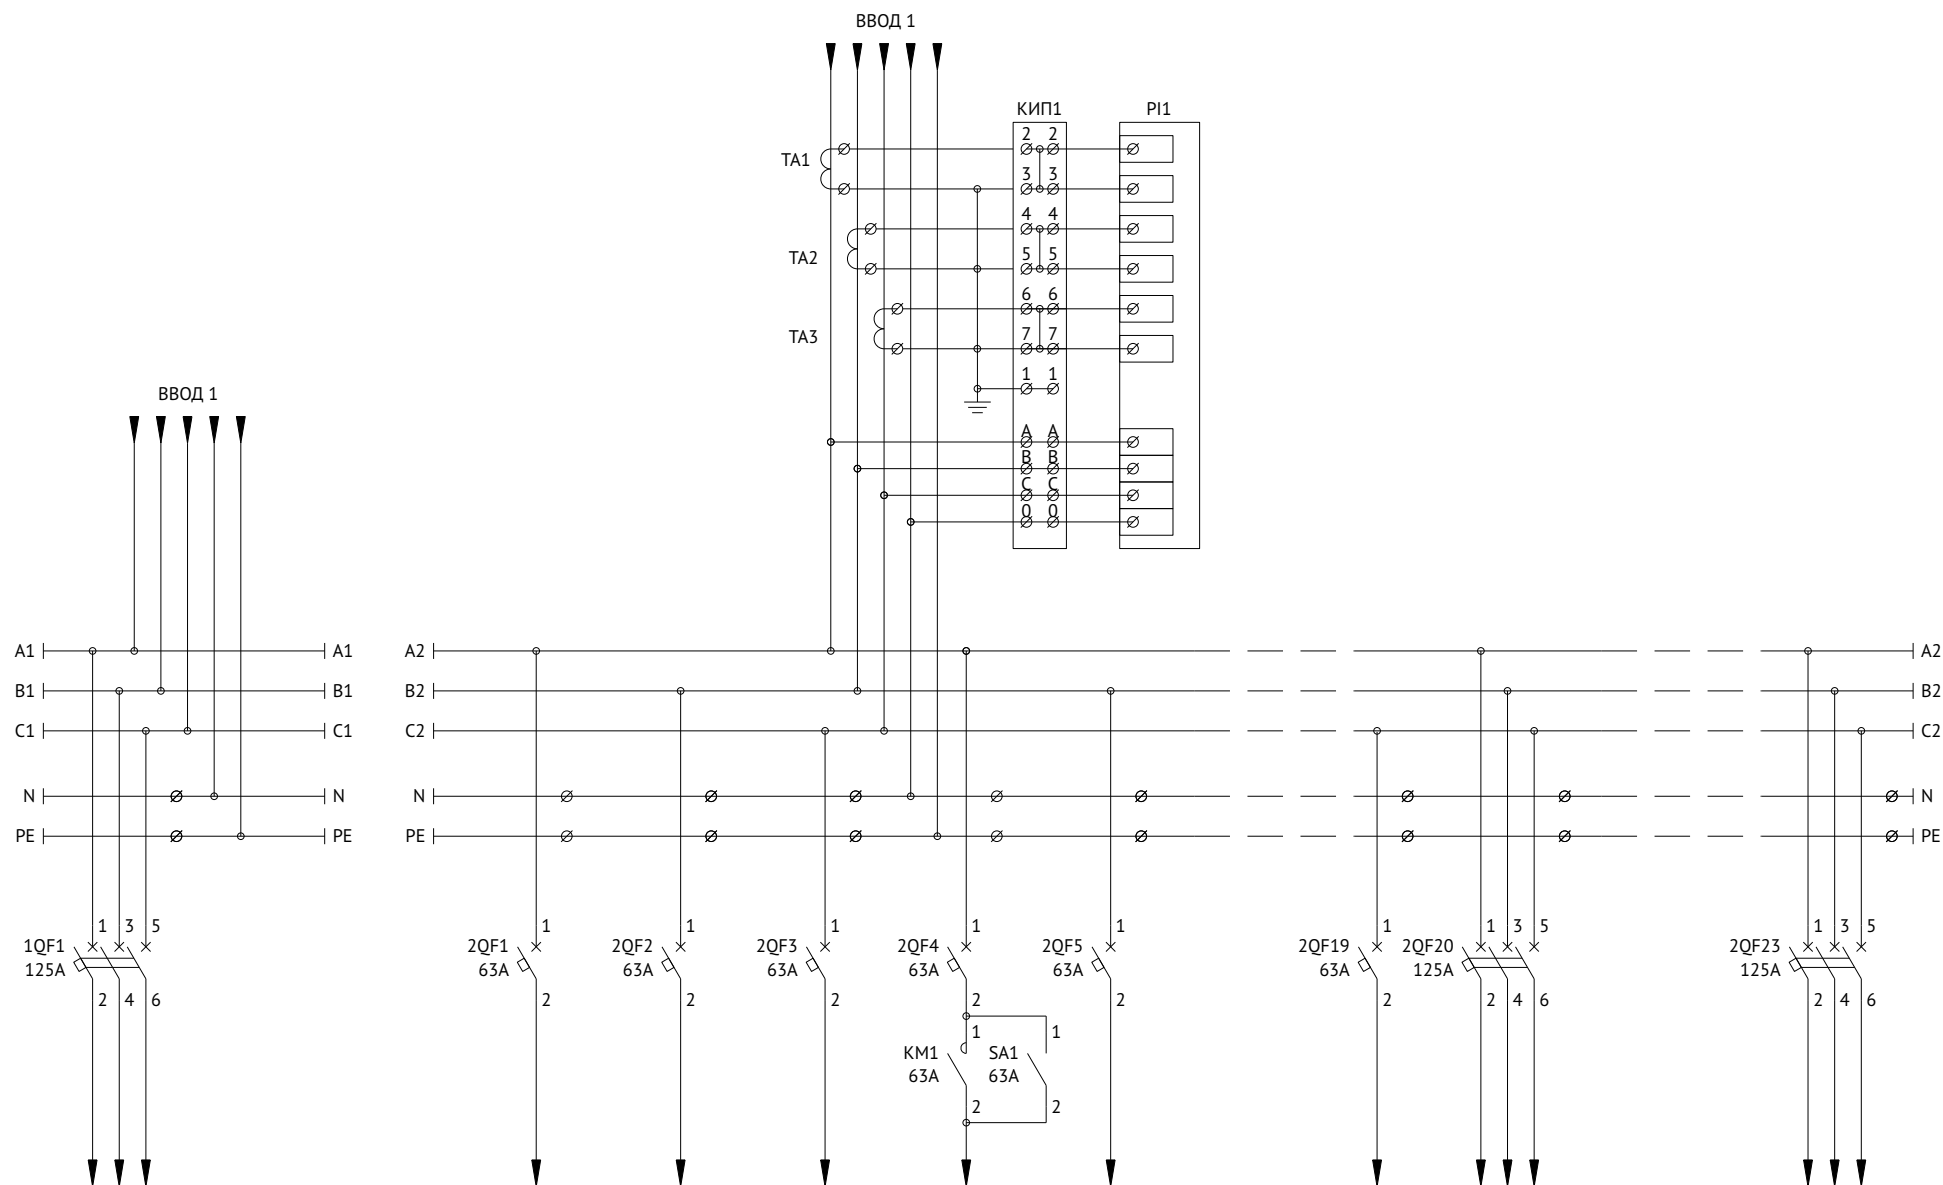 ВВОД 1
КИП1 PI1
2 2
TA1
3 3
4 4
TA2
5 5
6 6
TA3
7 7
1 1
ВВОД 1
A A
B B
C C
0 0
A1 A1 A2 A2
B1 B1 B2 B2
C1 C1 C2 C2
N N N N
PE PE PE PE
1 3 5 1 1 1 1 1 1 1 3 5 1 3 5
1QF1 2QF1 2QF2 2QF3 2QF4 2QF5 2QF19 2QF20 2QF23
125A 63A 63A 63A 63A 63A 63A 125A 125A
2 4 6 2 2 2 2 2 2 2 4 6 2 4 6
1 1
KM1 SA1
63A 63A
2 2